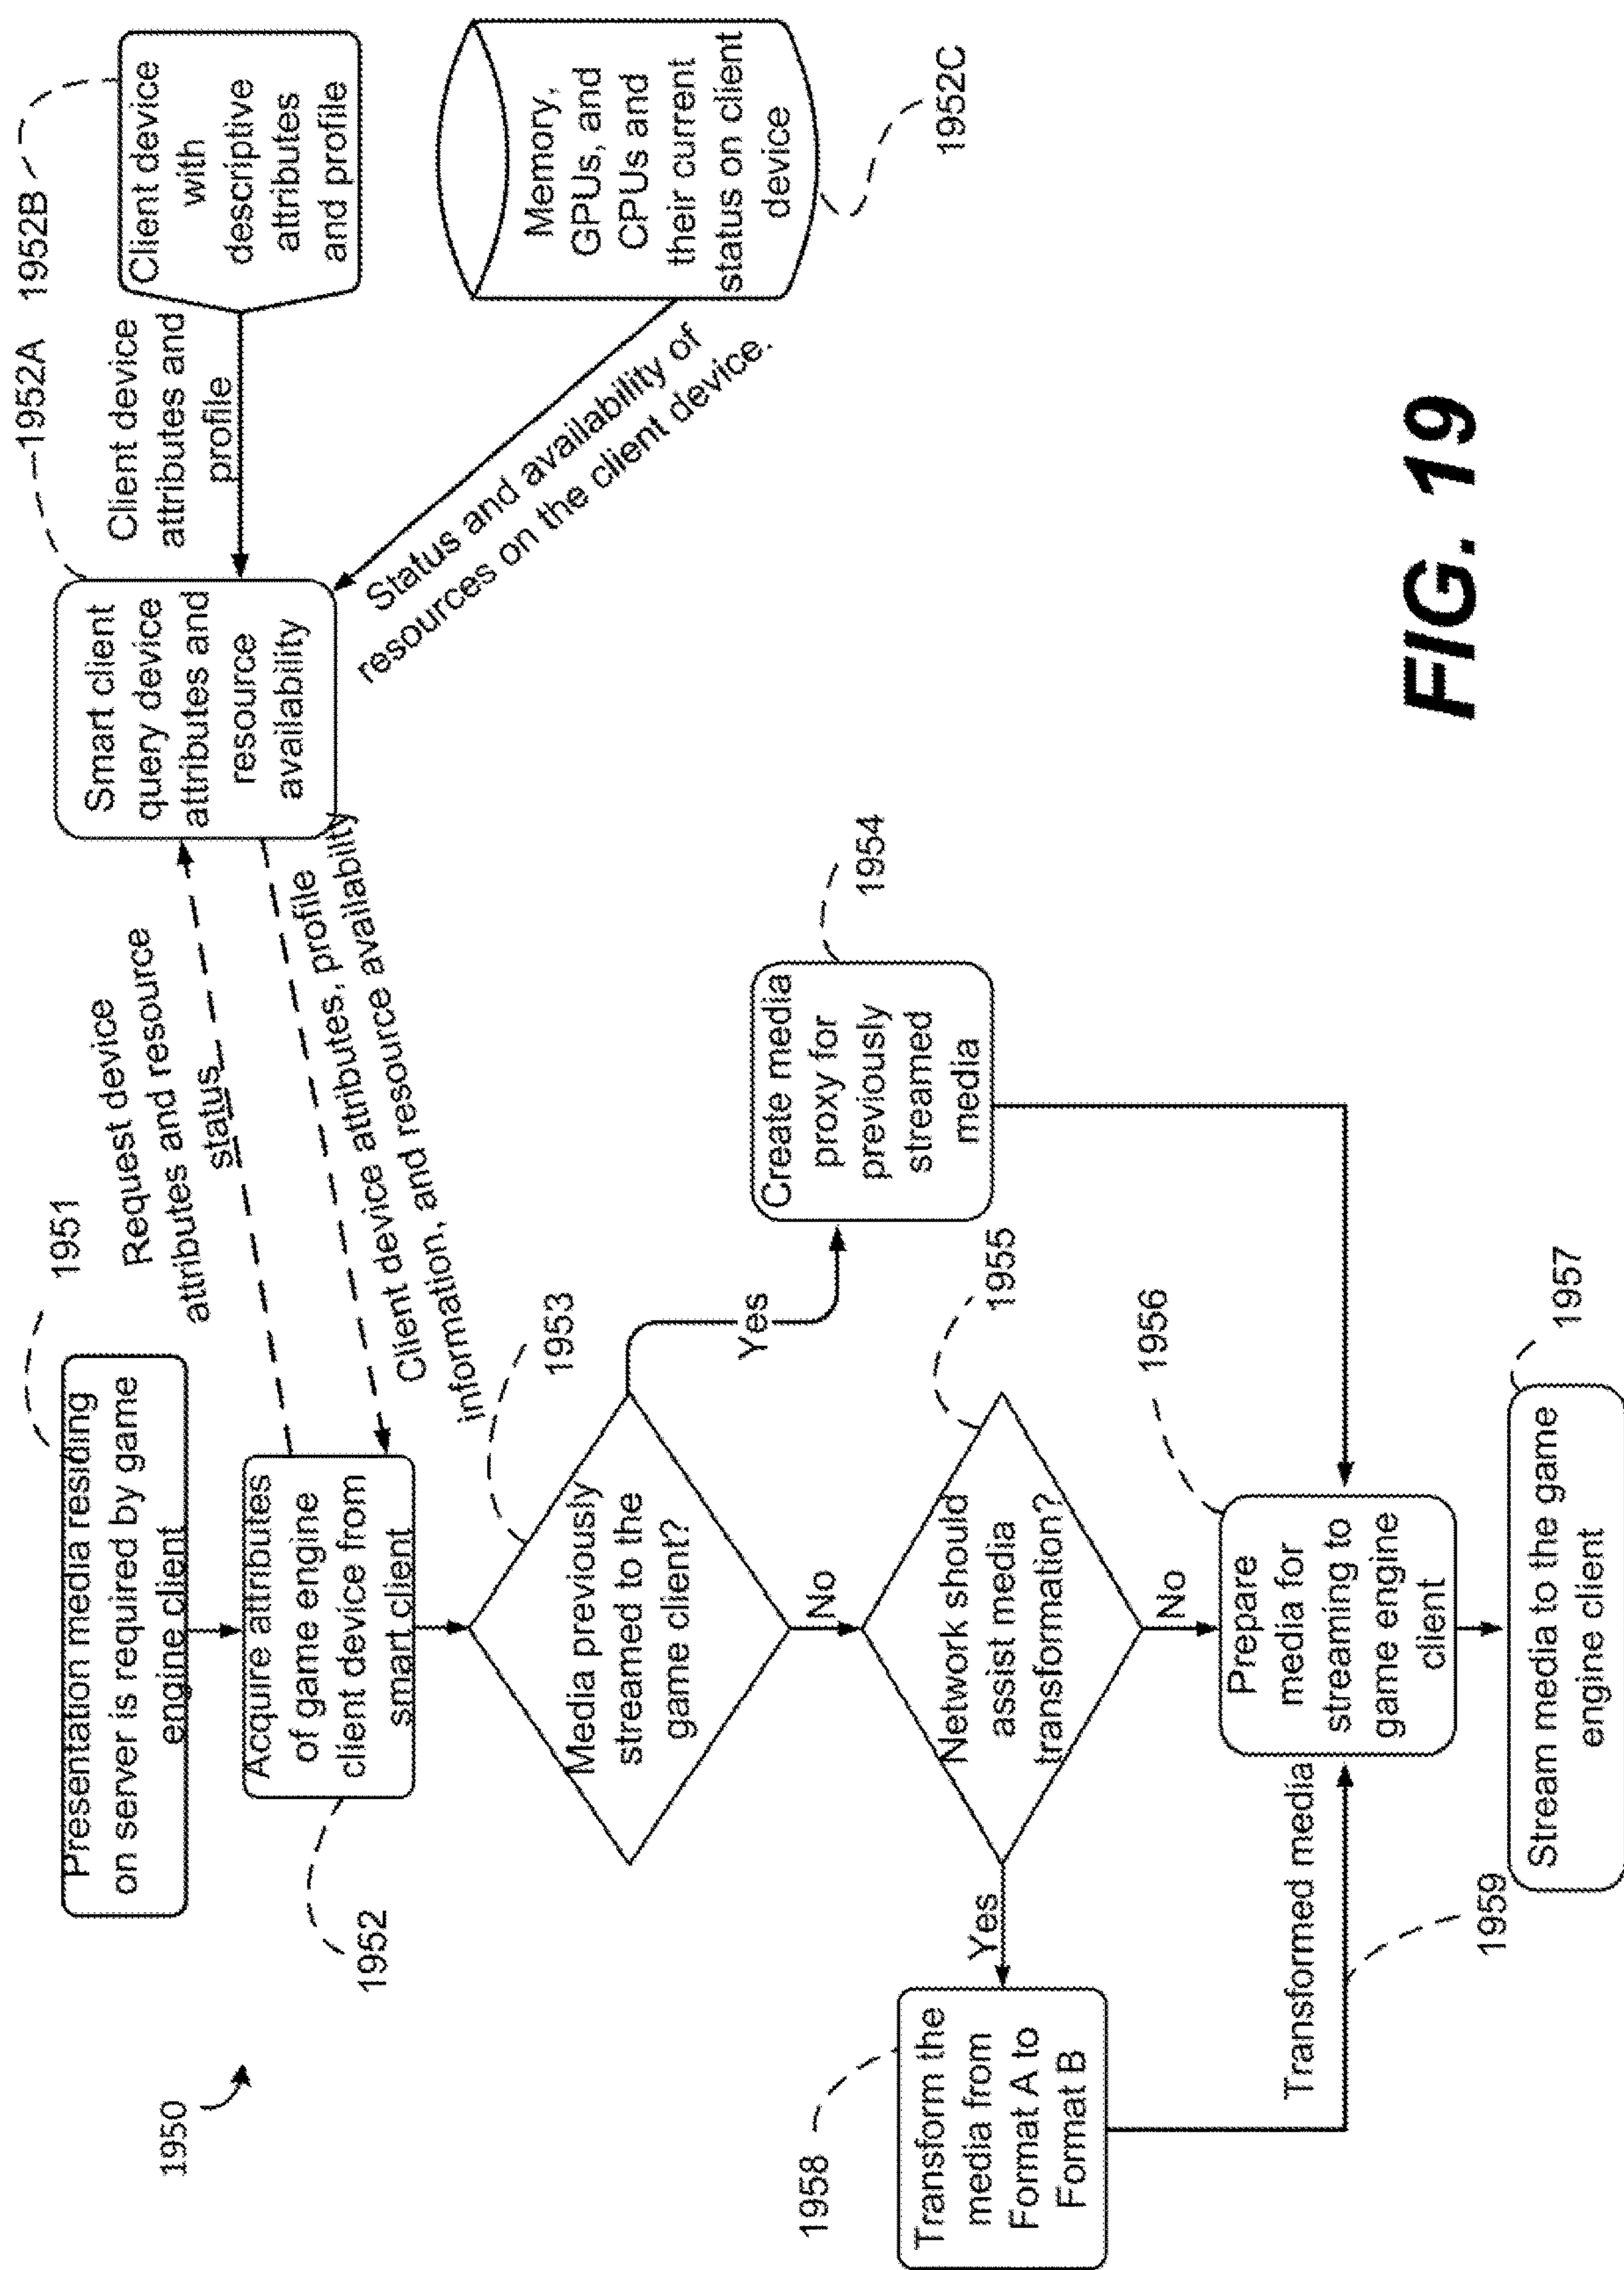 1950
1951
Presentation media residing
on server is required by game
engine client
1952
Acquire attributes
of game engine
client device from
smart client
Request device
attributes and resource
status
Client device attributes, profile
information, and resource availability
1952A
Smart client
query device
attributes and
resource
availability
Client device
attributes and
profile
1952B
Client device
with
descriptive
attributes
and profile
Status and availability of
resources on the client device.
Memory,
GPUs, and
CPUs and
their current
status on client
device
1952C
1953
Media previously
streamed to the
game client?
Yes
No
1954
Create media
proxy for
previously
streamed
media
1955
Network should
assist media
transformation?
Yes
No
1958
Transform the
media from
Format A to
Format B
Transformed media
1959
1956
Prepare
media for
streaming to
game engine
client
1957
Stream media to the game
engine client
FIG. 19